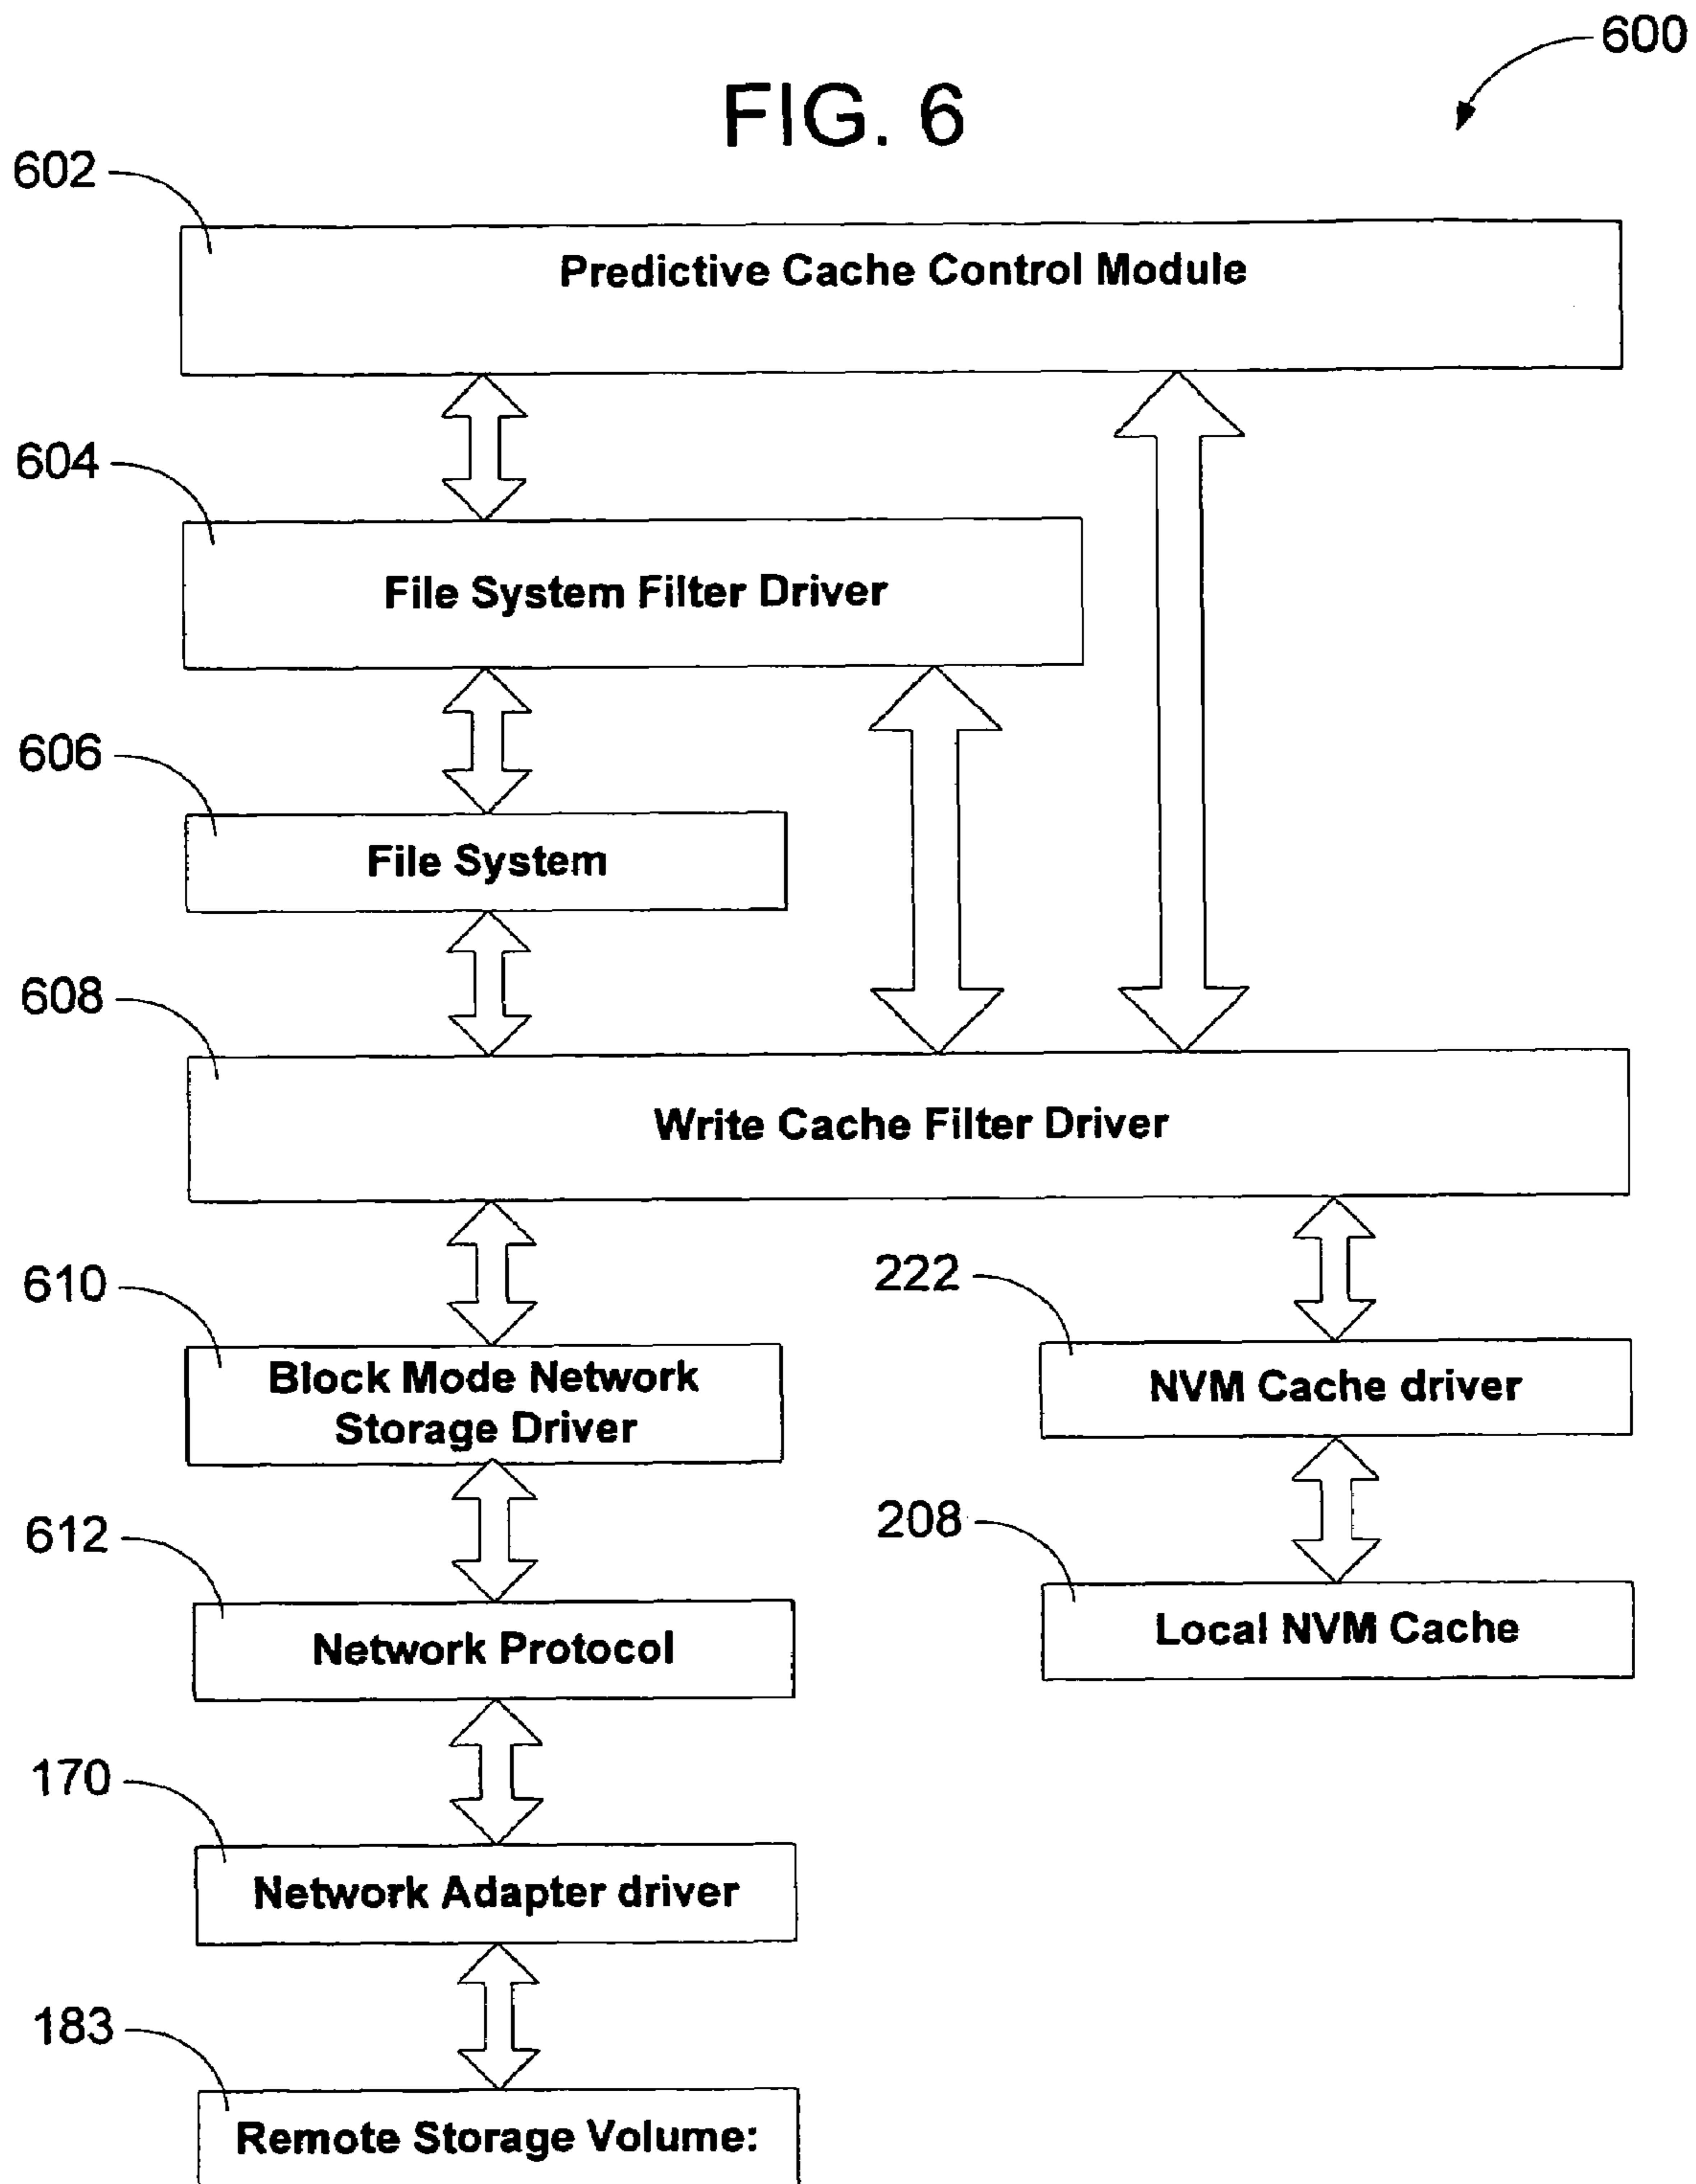 600
FIG. 6
602
Predictive Cache Control Module
604
File System Filter Driver
606
File System
608
Write Cache Filter Driver
610
Block Mode Network
Storage Driver
222
NVM Cache driver
612
Network Protocol
208
Local NVM Cache
170
Network Adapter driver
183
Remote Storage Volume: